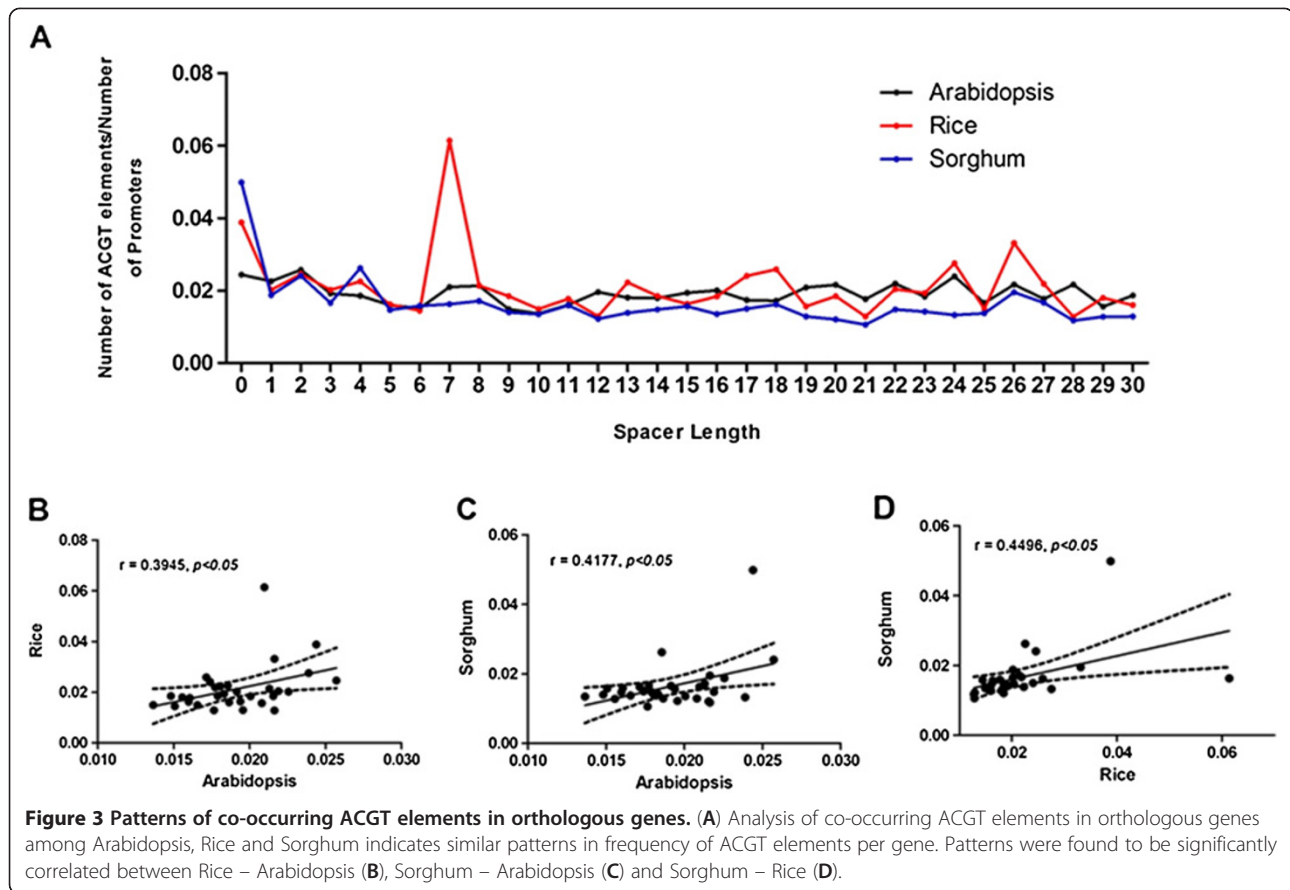 A
Number of ACGT elements/Number
of Promoters
0.08
0.06
0.04
0.02
0.00
Arabidopsis
Rice
Sorghum
0 1 2 3 4 5 6 7 8 9 10 11 12 13 14 15 16 17 18 19 20 21 22 23 24 25 26 27 28 29 30
Spacer Length
B
r = 0.3945, p<0.05
Rice
0.08
0.06
0.04
0.02
0.00
0.010 0.015 0.020 0.025 0.030
Arabidopsis
C
r = 0.4177, p<0.05
Sorghum
0.06
0.04
0.02
0.00
0.010 0.015 0.020 0.025 0.030
Arabidopsis
D
r = 0.4496, p<0.05
Sorghum
0.06
0.04
0.02
0.00
0.02 0.04 0.06
Rice
Figure 3 Patterns of co-occurring ACGT elements in orthologous genes. (A) Analysis of co-occurring ACGT elements in orthologous genes
among Arabidopsis, Rice and Sorghum indicates similar patterns in frequency of ACGT elements per gene. Patterns were found to be significantly
correlated between Rice – Arabidopsis (B), Sorghum – Arabidopsis (C) and Sorghum – Rice (D).